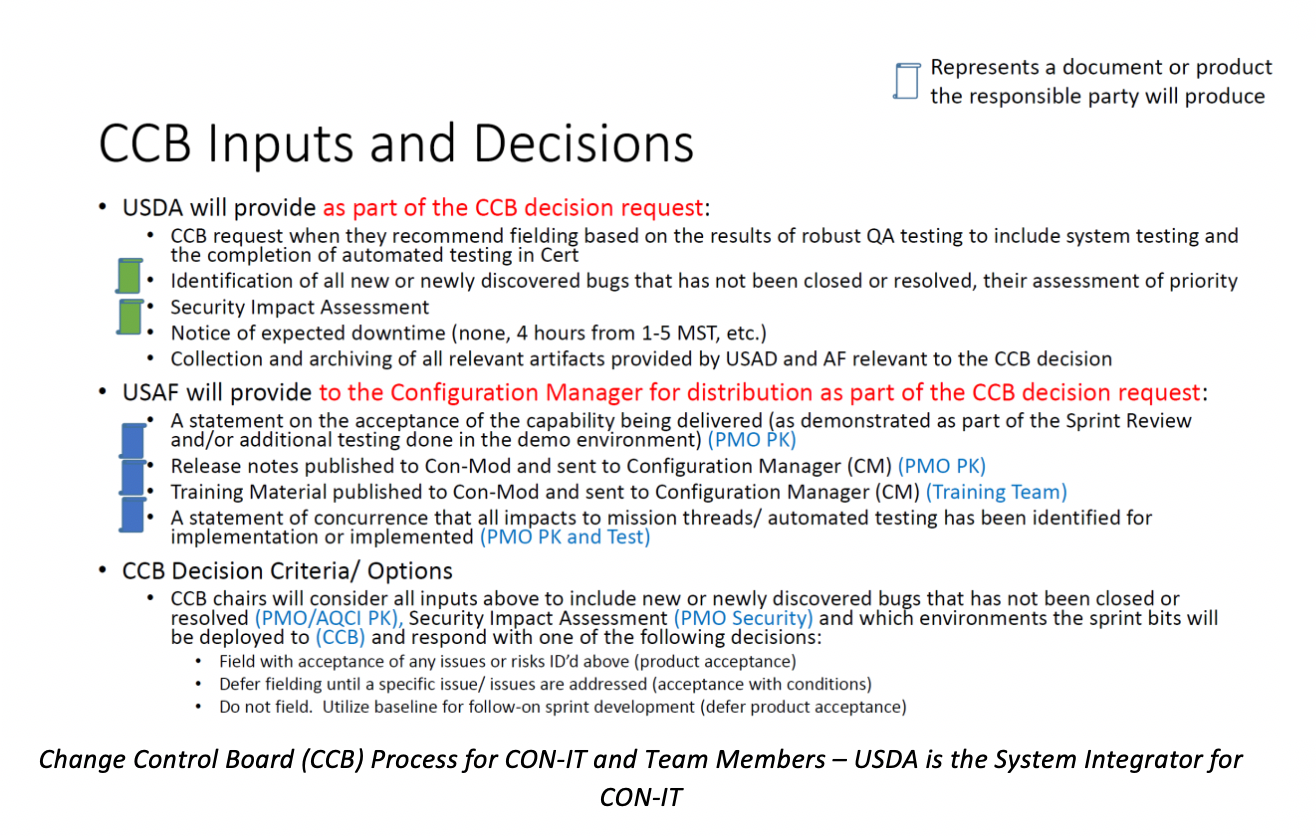 Represents a document or product
the responsible party will produce
CCB Inputs and Decisions
• USDA will provide as part of the CCB decision request:
• CCB request when they recommend fielding based on the results of robust QA testing to include system testing and
the completion of automated testing in Cert
• Identification of all new or newly discovered bugs that has not been closed or resolved, their assessment of priority
• Security Impact Assessment
• Notice of expected downtime (none, 4 hours from 1-5 MST, etc.)
• Collection and archiving of all relevant artifacts provided by USAD and AF relevant to the CCB decision
• USAF will provide to the Configuration Manager for distribution as part of the CCB decision request:
• A statement on the acceptance of the capability being delivered (as demonstrated as part of the Sprint Review
and/or additional testing done in the demo environment) (PMO PK)
• Release notes published to Con-Mod and sent to Configuration Manager (CM) (PMO PK)
• Training Material published to Con-Mod and sent to Configuration Manager (CM) (Training Team)
• A statement of concurrence that all impacts to mission threads/ automated testing has been identified for
implementation or implemented (PMO PK and Test)
• CCB Decision Criteria/ Options
• CCB chairs will consider all inputs above to include new or newly discovered bugs that has not been closed or
resolved (PMO/AQCI PK), Security Impact Assessment (PMO Security) and which environments the sprint bits will
be deployed to (CCB) and respond with one of the following decisions:
• Field with acceptance of any issues or risks ID’d above (product acceptance)
• Defer fielding until a specific issue/ issues are addressed (acceptance with conditions)
• Do not field. Utilize baseline for follow-on sprint development (defer product acceptance)
Change Control Board (CCB) Process for CON-IT and Team Members – USDA is the System Integrator for
CON-IT